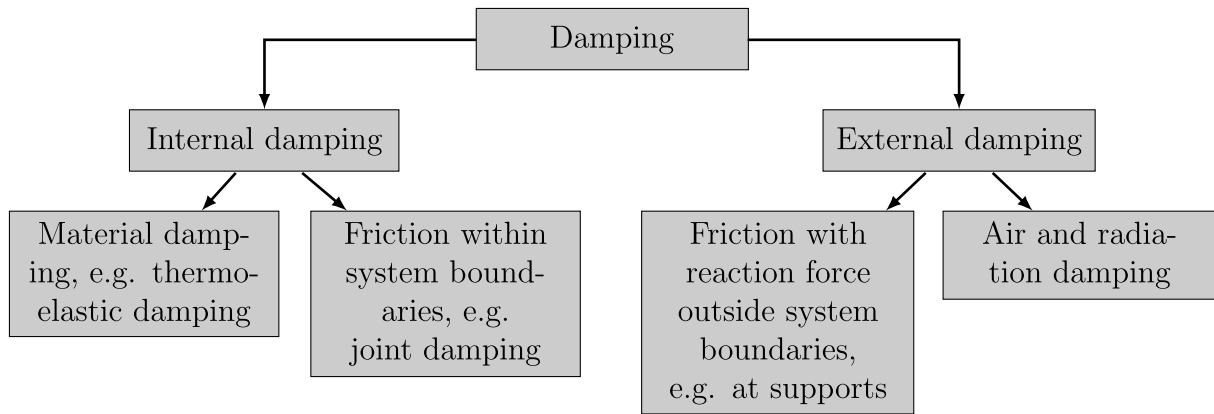 Damping
Internal damping
External damping
Material damp-
ing, e.g. thermo-
elastic damping
Friction within
system bound-
aries, e.g.
joint damping
Friction with
reaction force
outside system
boundaries,
e.g. at supports
Air and radia-
tion damping